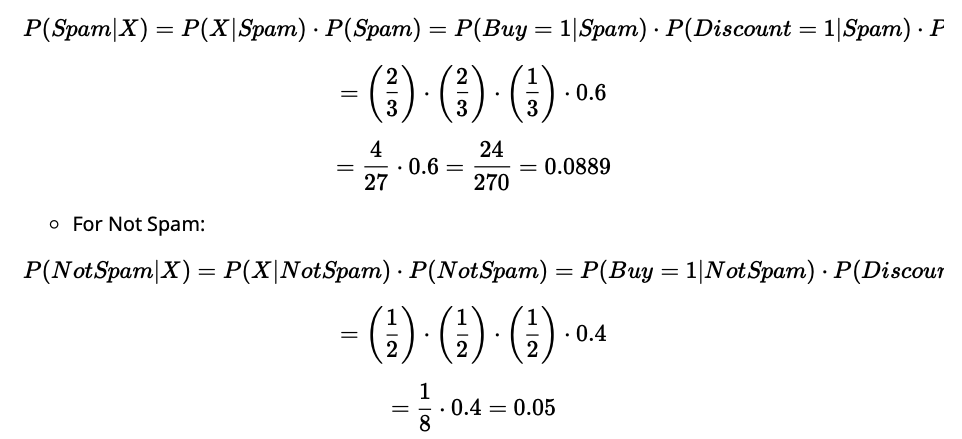 P(Spam|X) = P(X|Spam) · P(Spam) = P(Buy = 1|Spam) · P(Discount = 1|Spam) · P
= (2/3) · (2/3) · (1/3) · 0.6
= 4/27 · 0.6 = 24/270 = 0.0889
○ For Not Spam:
P(NotSpam|X) = P(X|NotSpam) · P(NotSpam) = P(Buy = 1|NotSpam) · P(Discoun
= (1/2) · (1/2) · (1/2) · 0.4
= 1/8 · 0.4 = 0.05